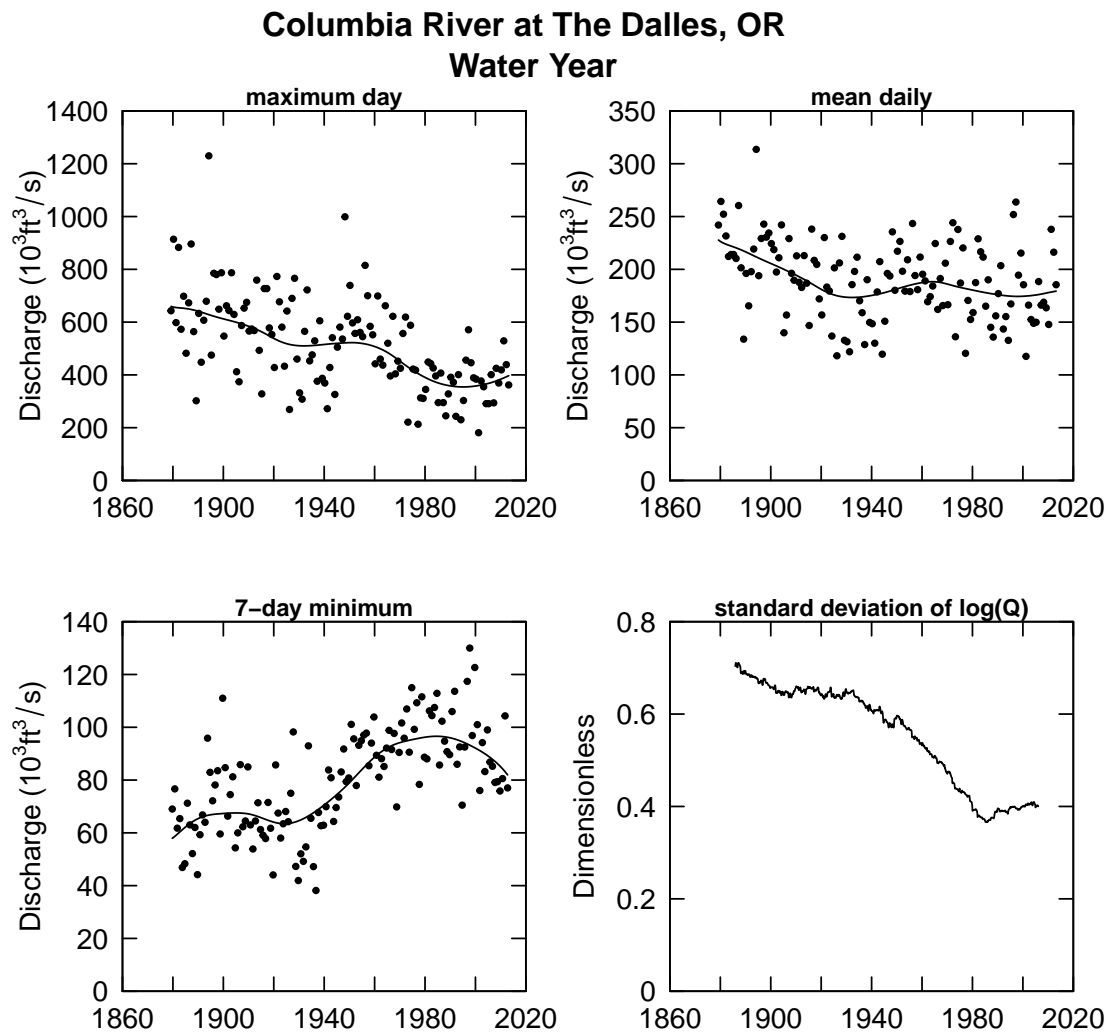 Columbia River at The Dalles, OR
Water Year
maximum day
Discharge (10³ft³/s)
1400
1200
1000
800
600
400
200
0
1860 1900 1940 1980 2020
mean daily
Discharge (10³ft³/s)
350
300
250
200
150
100
50
0
1860 1900 1940 1980 2020
7−day minimum
Discharge (10³ft³/s)
140
120
100
80
60
40
20
0
1860 1900 1940 1980 2020
standard deviation of log(Q)
Dimensionless
0.8
0.6
0.4
0.2
0
1860 1900 1940 1980 2020